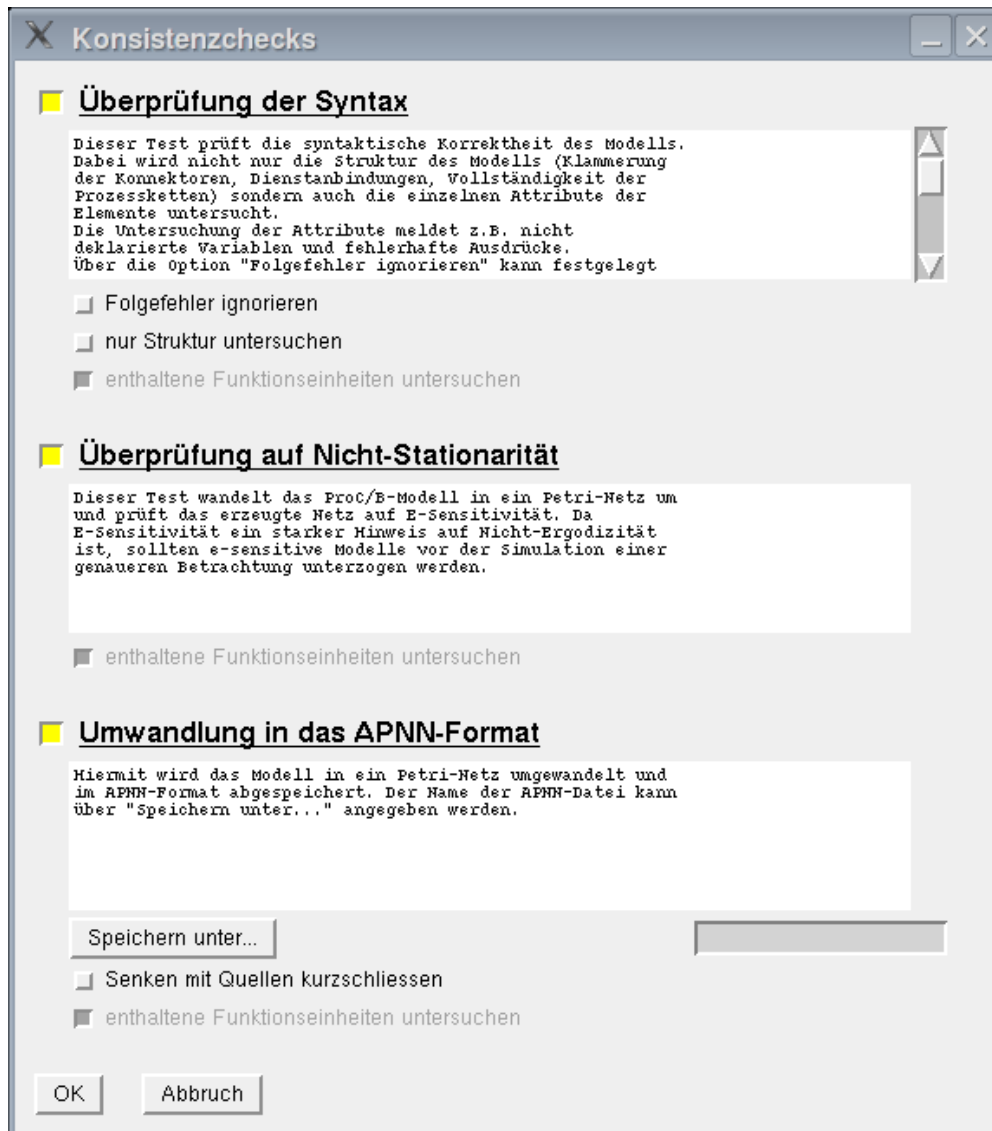 Konsistenzchecks
Überprüfung der Syntax
Dieser Test prüft die syntaktische Korrektheit des Modells.
Dabei wird nicht nur die Struktur des Modells (Klammerung
der Konnektoren, Dienstanbindungen, Vollständigkeit der
Prozessketten) sondern auch die einzelnen Attribute der
Elemente untersucht.
Die Untersuchung der Attribute meldet z.B. nicht
deklarierte Variablen und fehlerhafte Ausdrücke.
Über die Option "Folgefehler ignorieren" kann festgelegt
Folgefehler ignorieren
nur Struktur untersuchen
enthaltene Funktionseinheiten untersuchen
Überprüfung auf Nicht-Stationarität
Dieser Test wandelt das ProC/B-Modell in ein Petri-Netz um
und prüft das erzeugte Netz auf E-Sensitivität. Da
E-Sensitivität ein starker Hinweis auf Nicht-Ergodizität
ist, sollten e-sensitive Modelle vor der Simulation einer
genaueren Betrachtung unterzogen werden.
enthaltene Funktionseinheiten untersuchen
Umwandlung in das APNN-Format
Hiermit wird das Modell in ein Petri-Netz umgewandelt und
im APNN-Format abgespeichert. Der Name der APNN-Datei kann
über "Speichern unter..." angegeben werden.
Speichern unter...
Senken mit Quellen kurzschliessen
enthaltene Funktionseinheiten untersuchen
OK Abbruch